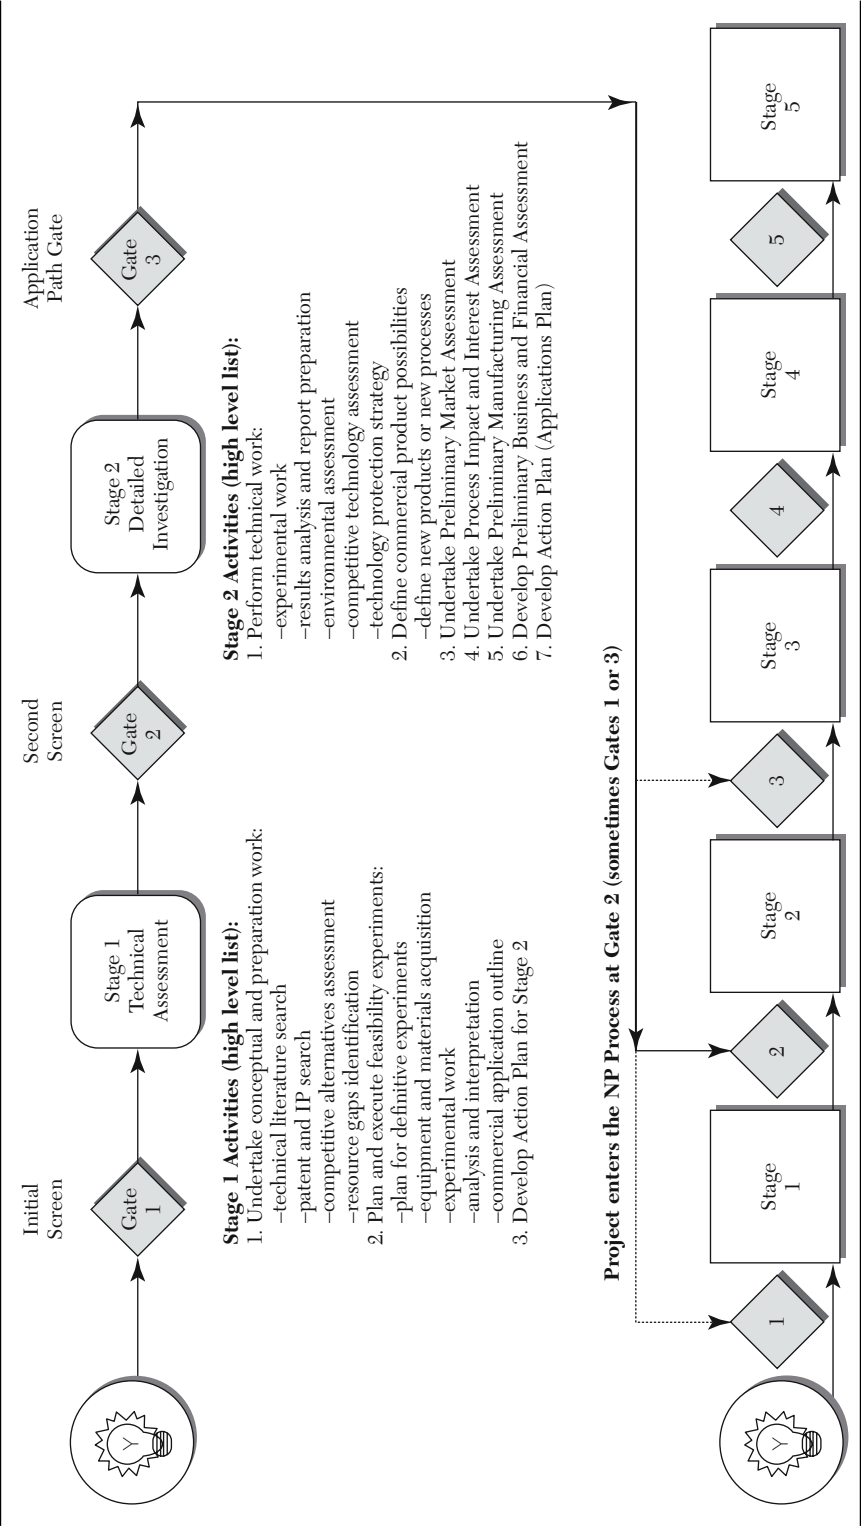 Initial
Screen
Gate
1
Stage 1
Technical
Assessment
Second
Screen
Gate
2
Stage 2
Detailed
Investigation
Application
Path Gate
Gate
3
Stage 1 Activities (high level list):
1. Undertake conceptual and preparation work:
–technical literature search
–patent and IP search
–competitive alternatives assessment
–resource gaps identification
2. Plan and execute feasibility experiments:
–plan for definitive experiments
–equipment and materials acquisition
–experimental work
–analysis and interpretation
–commercial application outline
3. Develop Action Plan for Stage 2
Stage 2 Activities (high level list):
1. Perform technical work:
–experimental work
–results analysis and report preparation
–environmental assessment
–competitive technology assessment
–technology protection strategy
2. Define commercial product possibilities
–define new products or new processes
3. Undertake Preliminary Market Assessment
4. Undertake Process Impact and Interest Assessment
5. Undertake Preliminary Manufacturing Assessment
6. Develop Preliminary Business and Financial Assessment
7. Develop Action Plan (Applications Plan)
Project enters the NP Process at Gate 2 (sometimes Gates 1 or 3)
1
Stage
1
2
Stage
2
3
Stage
3
4
Stage
4
5
Stage
5